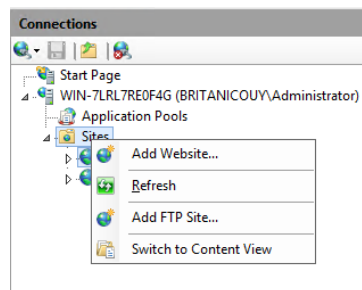 Connections
Start Page
WIN-7LRL7RE0F4G (BRITANICOUY\Administrator)
Application Pools
Sites
Add Website...
Refresh
Add FTP Site...
Switch to Content View